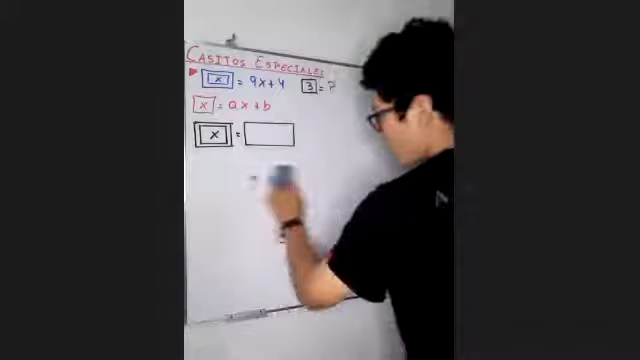 CASITOS ESPECIALES
x = 9x+4 3 = ?
x = ax+b
x =